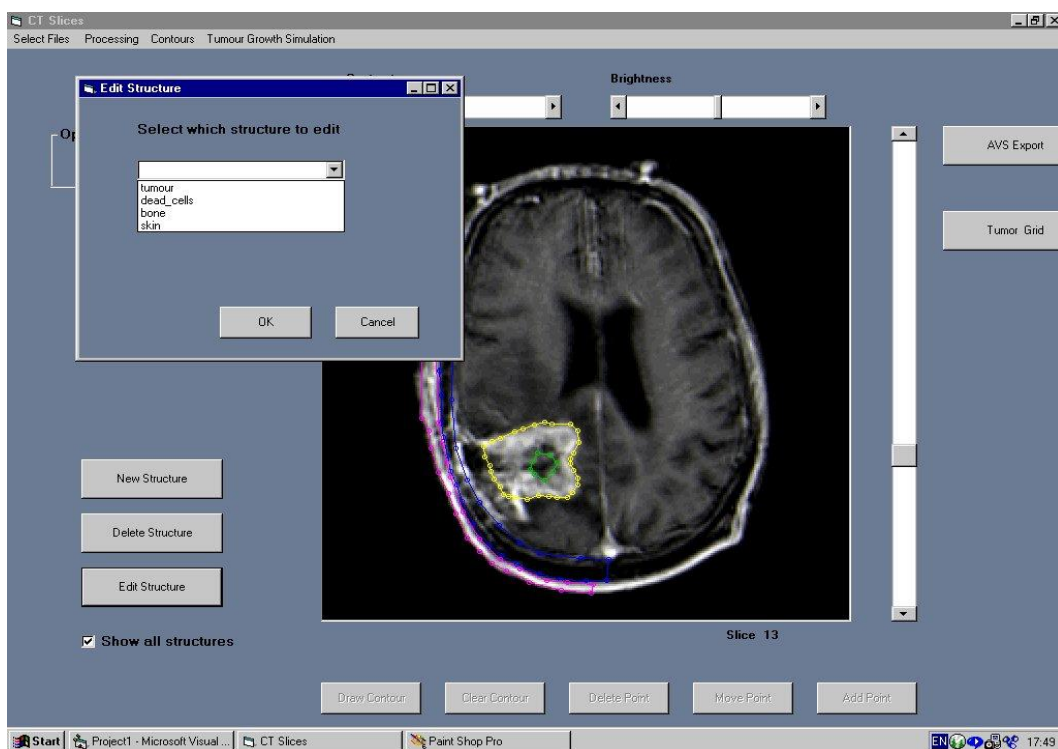 CT Slices
Select Files Processing Contours Tumour Growth Simulation
Edit Structure
Brightness
Select which structure to edit
tumour
dead_cells
bone
skin
OK Cancel
AVS Export
Tumor Grid
New Structure
Delete Structure
Edit Structure
Show all structures
Slice 13
Draw Contour Clear Contour Delete Point Move Point Add Point
Start Project1 - Microsoft Visual ... CT Slices Paint Shop Pro EN 17:49